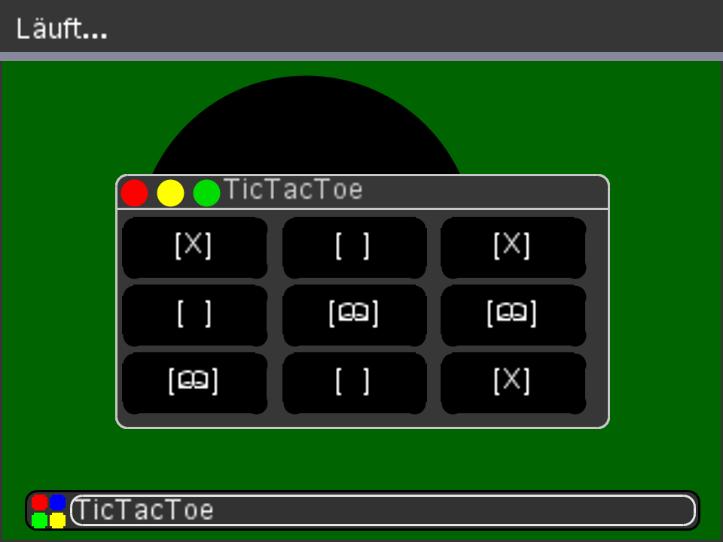 Läuft...
TicTacToe
[X] [ ] [X]
[ ] [🕮] [🕮]
[🕮] [ ] [X]
TicTacToe